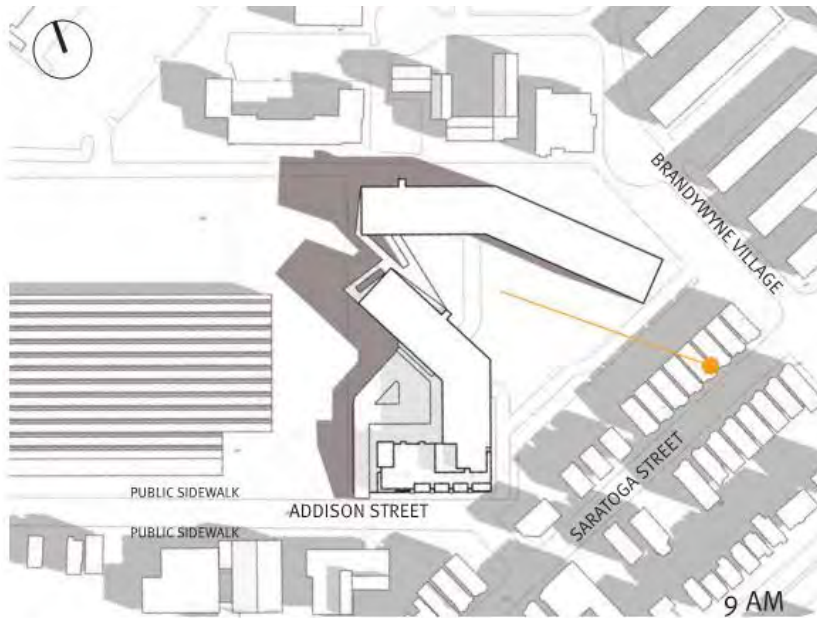 BRANDYWYNE VILLAGE
SARATOGA STREET
PUBLIC SIDEWALK
ADDISON STREET
PUBLIC SIDEWALK
9 AM